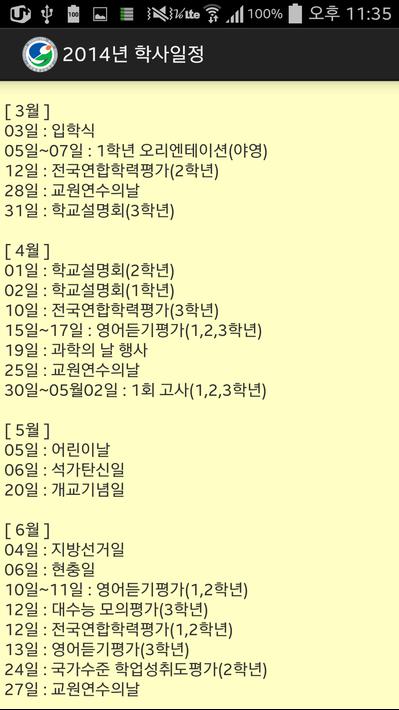 100
lte 100% 오후 11:35
2014년 학사일정
[ 3월 ]
03일 : 입학식
05일~07일 : 1학년 오리엔테이션(야영)
12일 : 전국연합학력평가(2학년)
28일 : 교원연수의날
31일 : 학교설명회(3학년)
[ 4월 ]
01일 : 학교설명회(2학년)
02일 : 학교설명회(1학년)
10일 : 전국연합학력평가(3학년)
15일~17일 : 영어듣기평가(1,2,3학년)
19일 : 과학의 날 행사
25일 : 교원연수의날
30일~05월02일 : 1회 고사(1,2,3학년)
[ 5월 ]
05일 : 어린이날
06일 : 석가탄신일
20일 : 개교기념일
[ 6월 ]
04일 : 지방선거일
06일 : 현충일
10일~11일 : 영어듣기평가(1,2학년)
12일 : 대수능 모의평가(3학년)
12일 : 전국연합학력평가(1,2학년)
13일 : 영어듣기평가(3학년)
24일 : 국가수준 학업성취도평가(2학년)
27일 : 교원연수의날